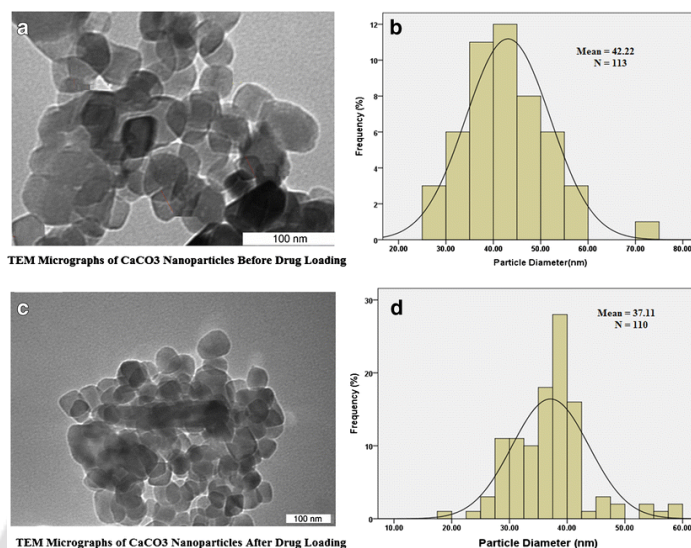 a
100 nm
TEM Micrographs of CaCO3 Nanoparticles Before Drug Loading
b
Mean = 42.22
N = 113
Frequency (%)
12
10
8
6
4
2
0
20.00 30.00 40.00 50.00 60.00 70.00 80.00
Particle Diameter(nm)
c
100 nm
TEM Micrographs of CaCO3 Nanoparticles After Drug Loading
d
Mean = 37.11
N = 110
Frequency (%)
30
20
10
0
10.00 20.00 30.00 40.00 50.00 60.00
Particle Diameter (nm)